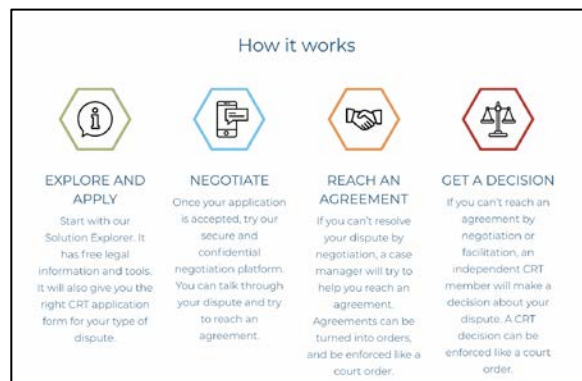 How it works
EXPLORE AND
APPLY
Start with our
Solution Explorer. It
has free legal
information and tools.
It will also give you the
right CRT application
form for your type of
dispute.
NEGOTIATE
Once your application
is accepted, try our
secure and
confidential
negotiation platform.
You can talk through
your dispute and try
to reach an
agreement.
REACH AN
AGREEMENT
If you can't resolve
your dispute by
negotiation, a case
manager will try to
help you reach an
agreement.
Agreements can be
turned into orders,
and be enforced like a
court order.
GET A DECISION
If you can't reach an
agreement by
negotiation or
facilitation, an
independent CRT
member will make a
decision about your
dispute. A CRT
decision can be
enforced like a court
order.